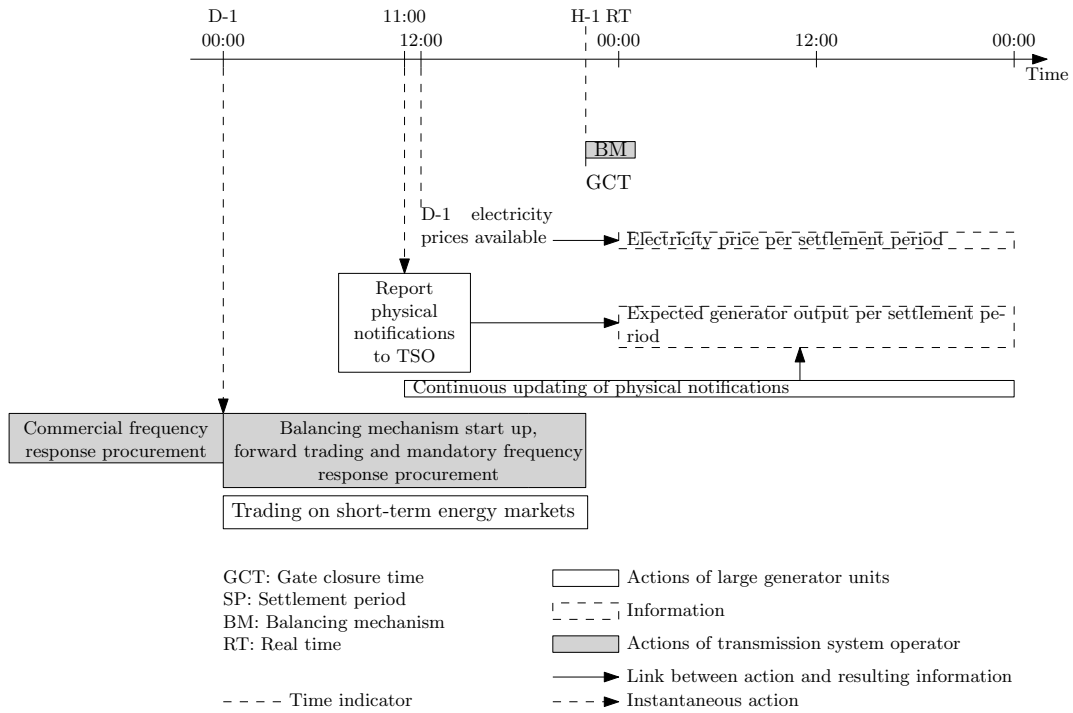 D-1 11:00 H-1 RT
00:00 12:00 00:00 12:00 00:00
Time
BM
GCT
D-1 electricity
prices available
Electricity price per settlement period
Report
physical
notifications
to TSO
Expected generator output per settlement pe-
riod
Continuous updating of physical notifications
Commercial frequency
response procurement
Balancing mechanism start up,
forward trading and mandatory frequency
response procurement
Trading on short-term energy markets
GCT: Gate closure time
SP: Settlement period
BM: Balancing mechanism
RT: Real time
Time indicator
Actions of large generator units
Information
Actions of transmission system operator
Link between action and resulting information
Instantaneous action